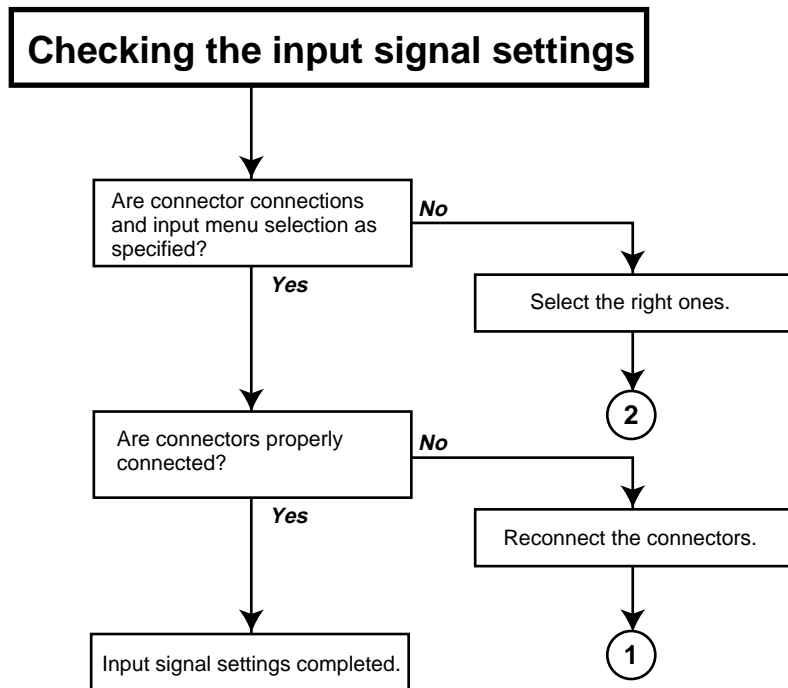 Checking the input signal settings
Are connector connections
and input menu selection as
specified?
No
Yes
Select the right ones.
2
Are connectors properly
connected?
No
Yes
Reconnect the connectors.
1
Input signal settings completed.